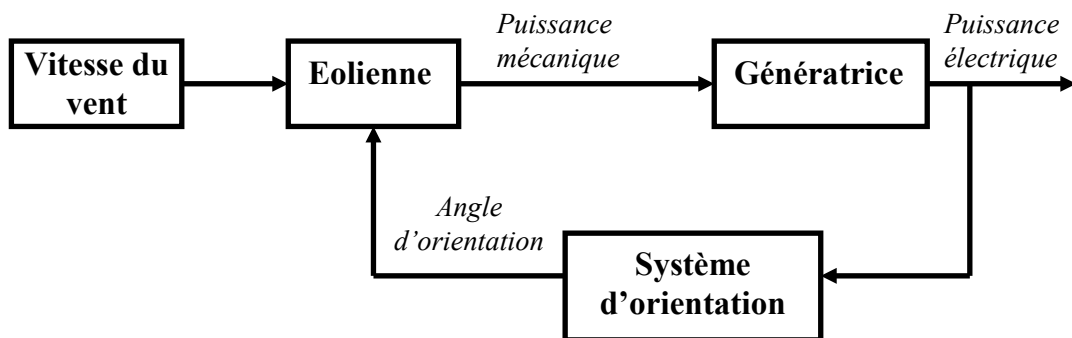 Vitesse du
vent
Eolienne
Puissance
mécanique
Génératrice
Puissance
électrique
Angle
d’orientation
Système
d’orientation